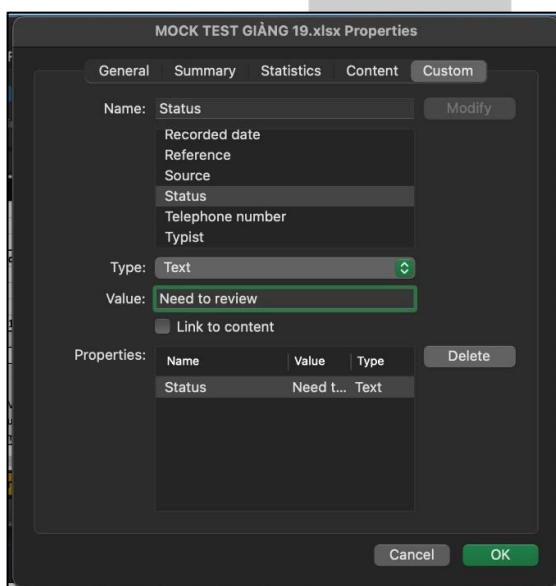 MOCK TEST GIÀNG 19.xlsx Properties
General Summary Statistics Content Custom
Name: Status Modify
Recorded date
Reference
Source
Status
Telephone number
Typist
Type: Text
Value: Need to review
Link to content
Properties: Name Value Type Delete
Status Need t... Text
Cancel OK